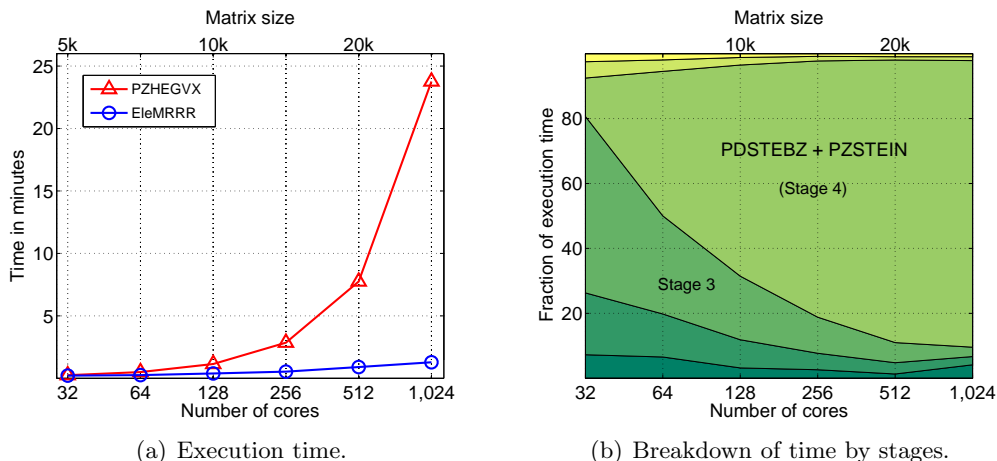 Matrix size
5k 10k 20k
25
20
15
10
5
Time in minutes
PZHEGVX
EleMRRR
32 64 128 256 512 1,024
Number of cores
(a) Execution time.
Matrix size
10k 20k
80
60
40
20
Fraction of execution time
PDSTEBZ + PZSTEIN
(Stage 4)
Stage 3
32 64 128 256 512 1,024
Number of cores
(b) Breakdown of time by stages.